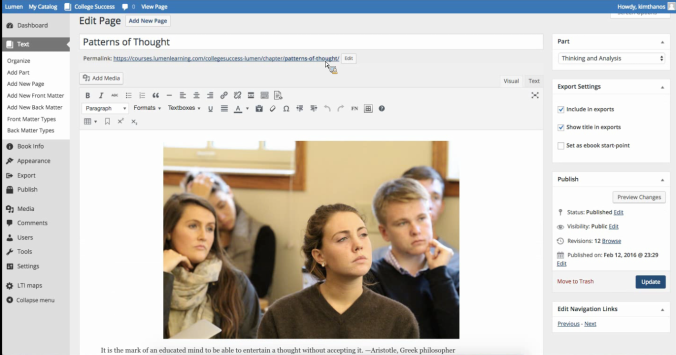 Lumen My Catalog College Success 0 View Page Howdy, kimthanos
Dashboard
Text
Organize
Add Part
Add New Page
Add New Front Matter
Add New Back Matter
Front Matter Types
Back Matter Types
Book Info
Appearance
Export
Publish
Media
Comments
Users
Tools
Settings
LTI maps
Collapse menu
Edit Page Add New Page
Patterns of Thought
Permalink: https://courses.lumenlearning.com/collegesuccess-lumen/chapter/patterns-of-thought/ Edit
Add Media
Visual Text
B I ABC
Paragraph Formats Textboxes U A Ω FN
It is the mark of an educated mind to be able to entertain a thought without accepting it. —Aristotle, Greek philosopher
Part
Thinking and Analysis
Export Settings
Include in exports
Show title in exports
Set as ebook start-point
Publish
Preview Changes
Status: Published Edit
Visibility: Public Edit
Revisions: 12 Browse
Published on: Feb 12, 2016 @ 23:29
Edit
Move to Trash Update
Edit Navigation Links
Previous - Next